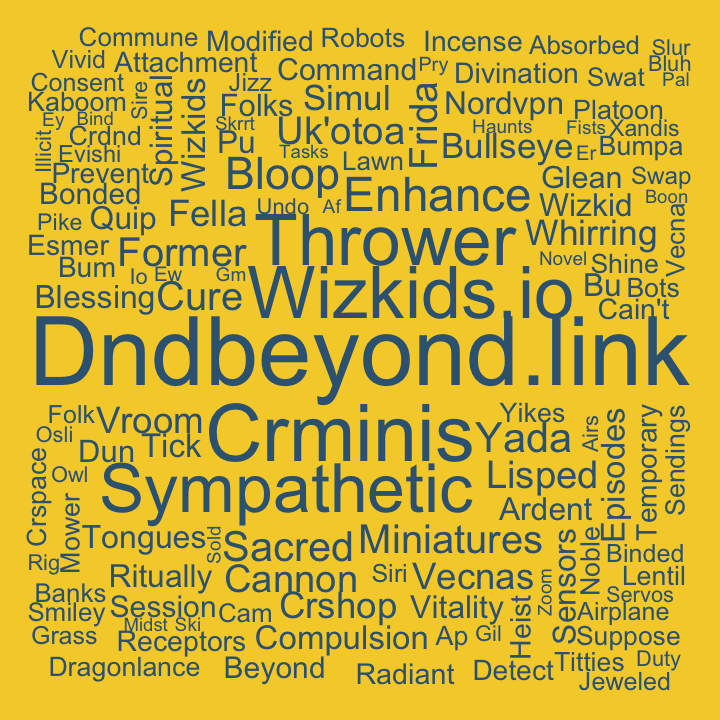 Commune
Modified
Robots
Incense
Absorbed
Slur
Vivid
Attachment
Command
Pry
Divination
Swat
Bluh
Pal
Consent
Jizz
Kaboom
Sire
Spiritual
Wizkids
Folks
Simul
Frida
Nordvpn
Platoon
Ey
Bind
Crdnd
Skrrt
Pu
Uk'otoa
Haunts
Fists
Xandis
Illicit
Evishi
Tasks
Lawn
Bullseye
Er
Bumpa
Prevent
Bloop
Enhance
Glean
Swap
Bonded
Undo
Af
Wizkid
Boon
Pike
Quip
Fella
Thrower
Whirring
Vecna
Esmer
Former
Novel
Shine
Bum
Io
Ew
Gm
Wizkids.io
Bu
Bots
Blessing
Cure
Cain't
Dndbeyond.link
Folk
Vroom
Crminis
Yikes
Airs
Episodes
Temporary
Sendings
Osli
Dun
Tick
Yada
Crspace
Owl
Sympathetic
Lisped
Mower
Ardent
Tongues
Sold
Sacred
Miniatures
Sensors
Noble
Binded
Rig
Ritually
Cannon
Siri
Vecnas
Zoom
Lentil
Banks
Servos
Smiley
Session
Cam
Crshop
Vitality
Heist
Airplane
Midst
Ski
Grass
Receptors
Compulsion
Ap
Gil
Suppose
Dragonlance
Beyond
Radiant
Detect
Titties
Duty
Jeweled